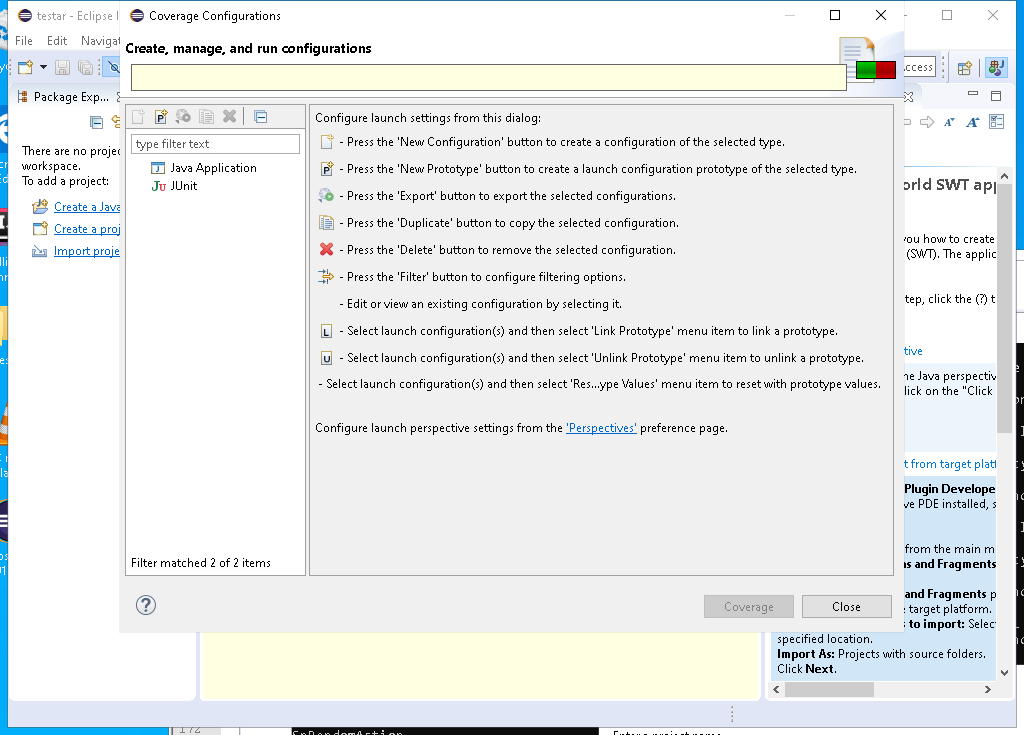 testar - Eclipse I
Coverage Configurations
File Edit Navigat
Create, manage, and run configurations
ccess
Package Exp...
type filter text
Java Application
JUnit
Filter matched 2 of 2 items
There are no projec
workspace.
To add a project:
Create a Java
Create a proj
Import proje
Configure launch settings from this dialog:
- Press the 'New Configuration' button to create a configuration of the selected type.
- Press the 'New Prototype' button to create a launch configuration prototype of the selected type.
- Press the 'Export' button to export the selected configurations.
- Press the 'Duplicate' button to copy the selected configuration.
- Press the 'Delete' button to remove the selected configuration.
- Press the 'Filter' button to configure filtering options.
- Edit or view an existing configuration by selecting it.
L - Select launch configuration(s) and then select 'Link Prototype' menu item to link a prototype.
U - Select launch configuration(s) and then select 'Unlink Prototype' menu item to unlink a prototype.
- Select launch configuration(s) and then select 'Res...ype Values' menu item to reset with prototype values.
Configure launch perspective settings from the 'Perspectives' preference page.
Coverage
Close
orld SWT app
you how to create
(SWT). The applic
tep, click the (?) t
tive
he Java perspectiv
lick on the "Click
t from target platf
Plugin Develope
ve PDE installed, s
from the main m
ns and Fragments
and Fragments p
e target platform.
s to import: Select
specified location.
Import As: Projects with source folders.
Click Next.
172
SpRandomAction
Enter a project name